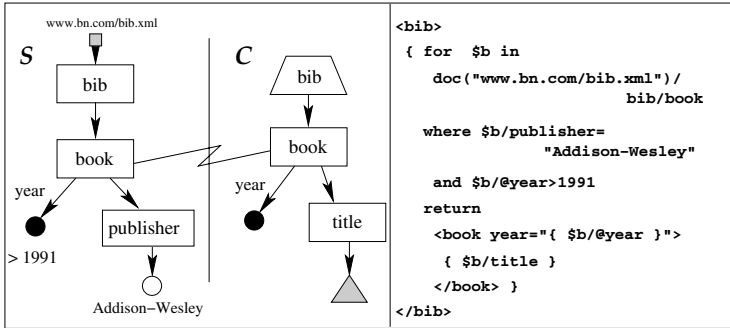 www.bn.com/bib.xml
S
bib
book
year
publisher
> 1991
Addison-Wesley
C
bib
book
year
title
<bib>
{ for $b in
doc("www.bn.com/bib.xml")/
bib/book
where $b/publisher=
"Addison-Wesley"
and $b/@year>1991
return
<book year="{ $b/@year }">
{ $b/title }
</book> }
</bib>